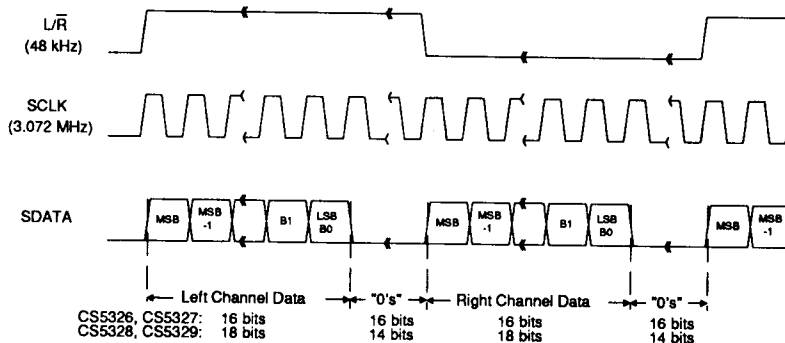 L/R̅
(48 kHz)
SCLK
(3.072 MHz)
SDATA
MSB MSB -1 B1 LSB B0 MSB MSB -1 B1 LSB B0 MSB MSB -1
Left Channel Data "0's" Right Channel Data "0's"
CS5326, CS5327: 16 bits 16 bits 16 bits 16 bits
CS5328, CS5329: 18 bits 14 bits 18 bits 14 bits